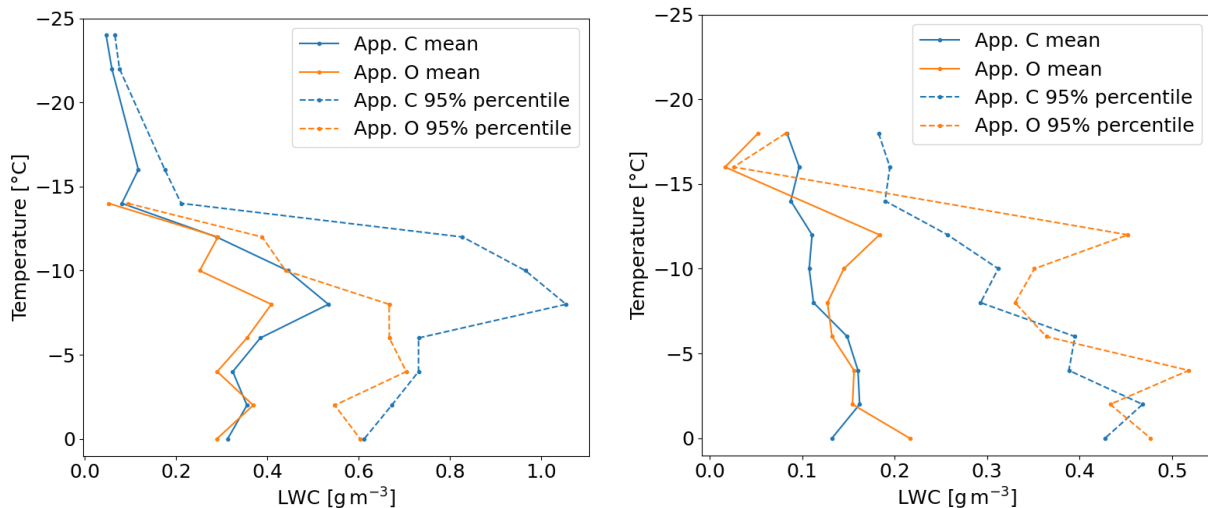 −25
−20
−15
−10
−5
0
Temperature [°C]
0.0 0.2 0.4 0.6 0.8 1.0
LWC [g m⁻³]
App. C mean
App. O mean
App. C 95% percentile
App. O 95% percentile
−25
−20
−15
−10
−5
0
Temperature [°C]
0.0 0.1 0.2 0.3 0.4 0.5
LWC [g m⁻³]
App. C mean
App. O mean
App. C 95% percentile
App. O 95% percentile